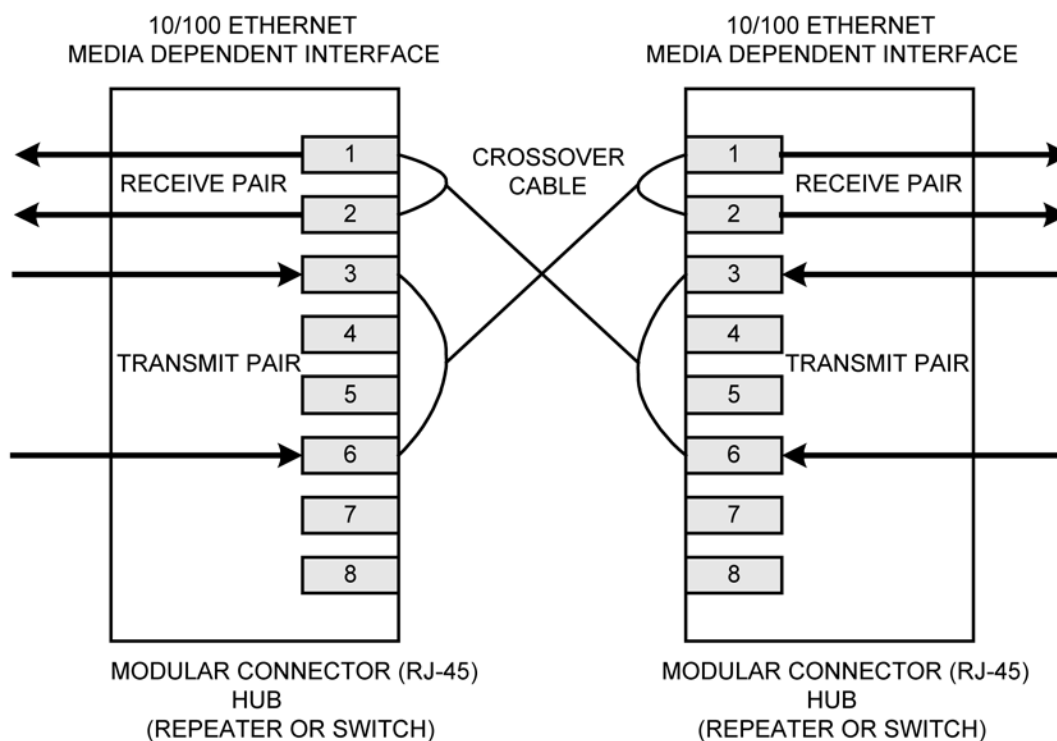 10/100 ETHERNET
MEDIA DEPENDENT INTERFACE
10/100 ETHERNET
MEDIA DEPENDENT INTERFACE
1
RECEIVE PAIR
2
3
4
TRANSMIT PAIR
5
6
7
8
CROSSOVER
CABLE
1
RECEIVE PAIR
2
3
4
TRANSMIT PAIR
5
6
7
8
MODULAR CONNECTOR (RJ-45)
HUB
(REPEATER OR SWITCH)
MODULAR CONNECTOR (RJ-45)
HUB
(REPEATER OR SWITCH)